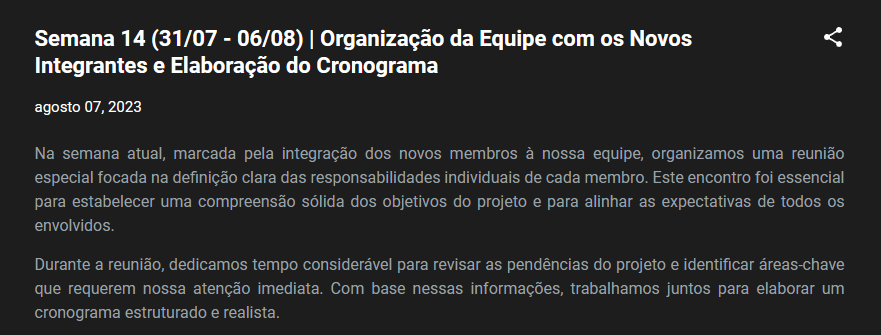 Semana 14 (31/07 - 06/08) | Organização da Equipe com os Novos
Integrantes e Elaboração do Cronograma
agosto 07, 2023
Na semana atual, marcada pela integração dos novos membros à nossa equipe, organizamos uma reunião
especial focada na definição clara das responsabilidades individuais de cada membro. Este encontro foi essencial
para estabelecer uma compreensão sólida dos objetivos do projeto e para alinhar as expectativas de todos os
envolvidos.
Durante a reunião, dedicamos tempo considerável para revisar as pendências do projeto e identificar áreas-chave
que requerem nossa atenção imediata. Com base nessas informações, trabalhamos juntos para elaborar um
cronograma estruturado e realista.